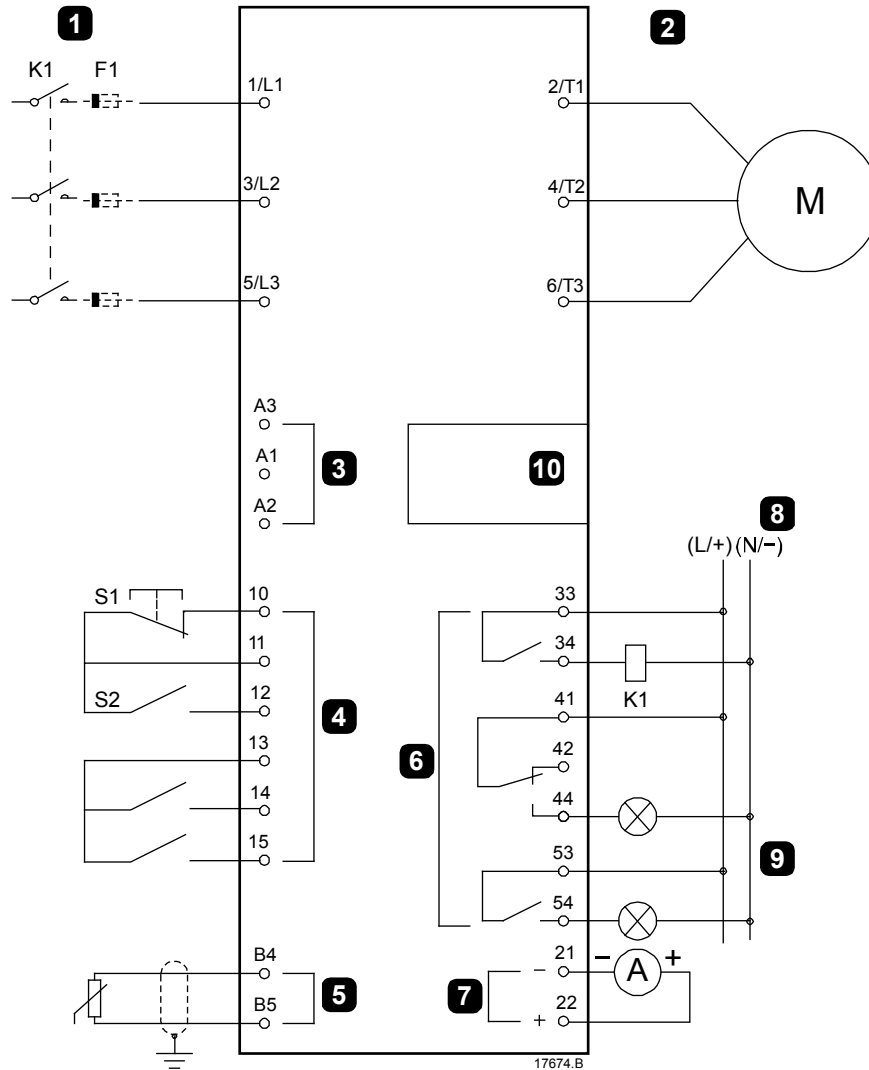 1
2
K1
F1
1/L1
2/T1
3/L2
4/T2
M
5/L3
6/T3
A3
A1
A2
3
10
8
(L/+) (N/−)
S1
10
11
S2
12
13
14
15
4
33
34
K1
41
42
44
6
53
54
9
B4
B5
5
21
22
7
−
+
−
A
+
17674.B